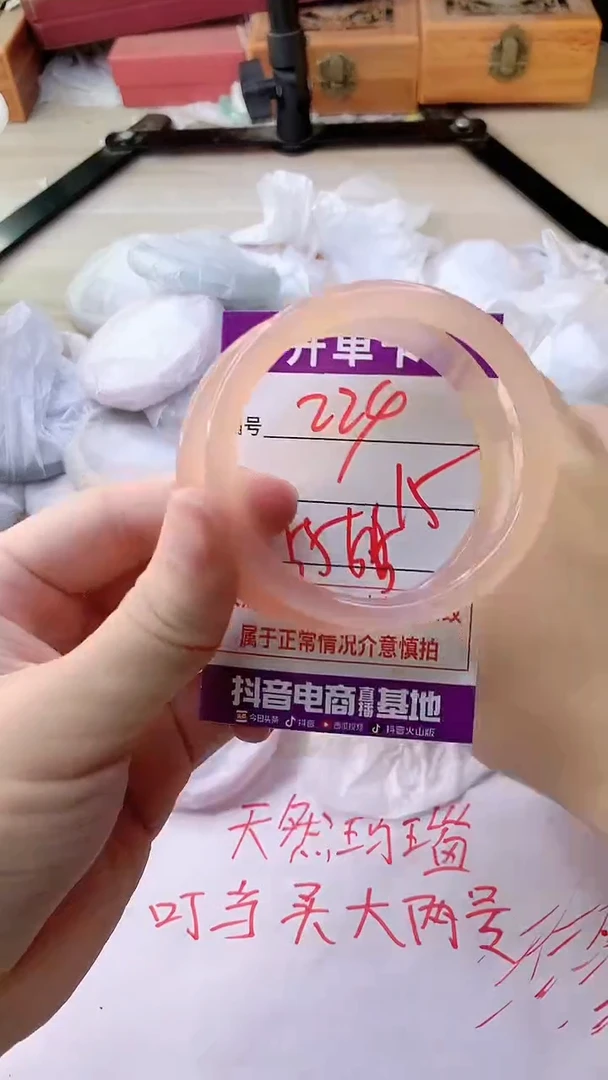 开单卡
号
224
15
属于正常情况介意慎拍
抖音电商直播基地
今日头条 抖音 西瓜视频 抖音火山版
天然玛瑙
叮当买大两号